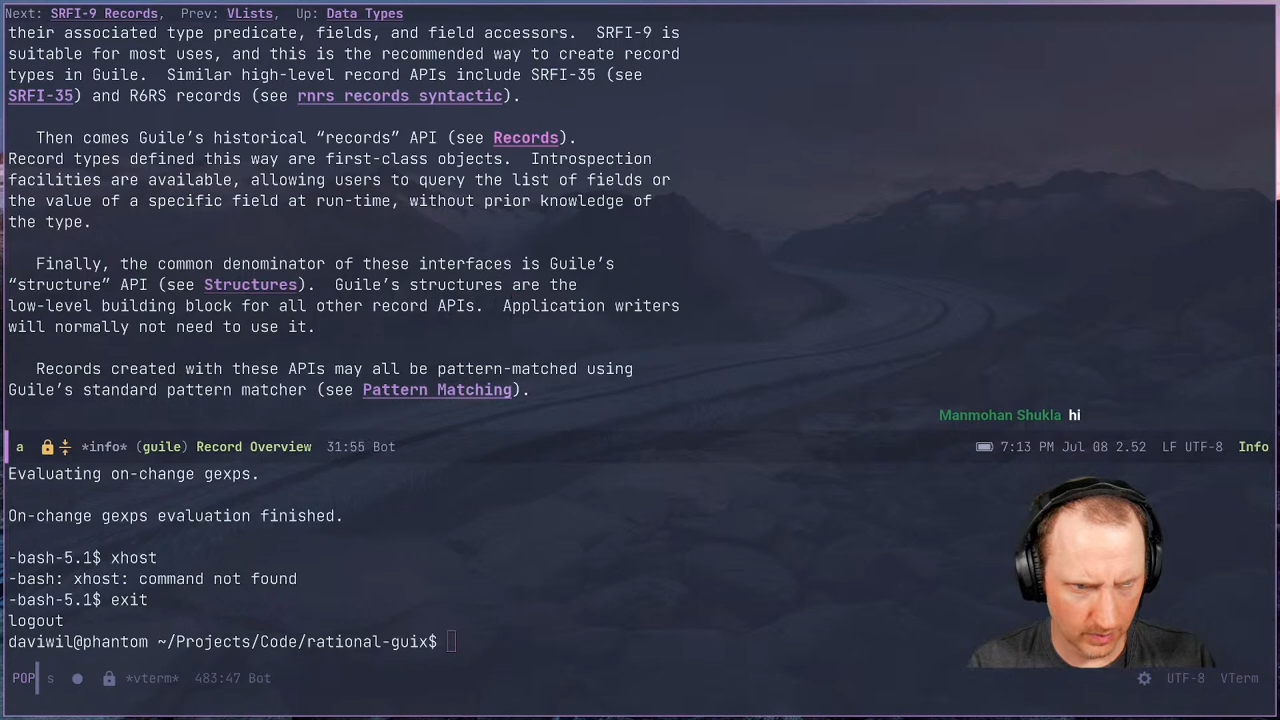 Next: SRFI-9 Records,  Prev: VLists,  Up: Data Types
their associated type predicate, fields, and field accessors.  SRFI-9 is
suitable for most uses, and this is the recommended way to create record
types in Guile.  Similar high-level record APIs include SRFI-35 (see
SRFI-35) and R6RS records (see rnrs records syntactic).
Then comes Guile’s historical “records” API (see Records).
Record types defined this way are first-class objects.  Introspection
facilities are available, allowing users to query the list of fields or
the value of a specific field at run-time, without prior knowledge of
the type.
Finally, the common denominator of these interfaces is Guile’s
“structure” API (see Structures).  Guile’s structures are the
low-level building block for all other record APIs.  Application writers
will normally not need to use it.
Records created with these APIs may all be pattern-matched using
Guile’s standard pattern matcher (see Pattern Matching).
Manmohan Shukla hi
a *info* (guile) Record Overview 31:55 Bot 7:13 PM Jul 08 2.52 LF UTF-8 Info
Evaluating on-change gexps.
On-change gexps evaluation finished.
-bash-5.1$ xhost
-bash: xhost: command not found
-bash-5.1$ exit
logout
daviwil@phantom ~/Projects/Code/rational-guix$
POP s *vterm* 483:47 Bot UTF-8 VTerm